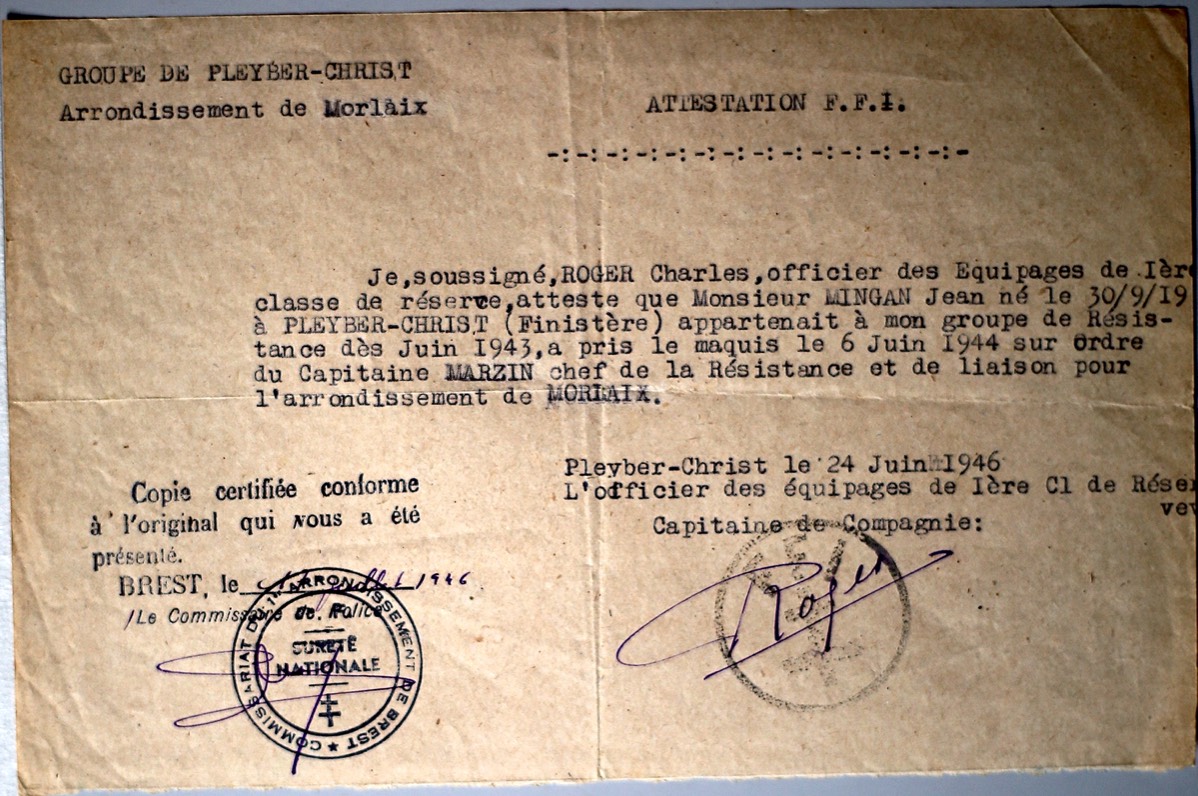 GROUPE DE PLEYBER-CHRIST
Arrondissement de Morlaix
ATTESTATION F.F.I.
-:-:-:-:-:-:-:-:-:-:-:-
Je,soussigné,ROGER Charles,officier des Equipages de Ière
classe de réserve,atteste que Monsieur MINGAN Jean né le 30/9/19
à PLEYBER-CHRIST (Finistère) appartenait à mon groupe de Résis-
tance dès Juin 1943,a pris le maquis le 6 Juin 1944 sur Ordre
du Capitaine MARZIN chef de la Résistance et de liaison pour
l'arrondissement de MORLAIX.
Pleyber-Christ le 24 Juin 1946
L'officier des équipages de Ière Cl de Réser
Capitaine de Compagnie:
Roger
Copie certifiée conforme
à l'original qui nous a été
présenté.
BREST, le juillet 1946
/Le Commissaire de Police
COMMISSARIAT DU ARRONDISSEMENT DE BREST ★
SURETÉ
NATIONALE